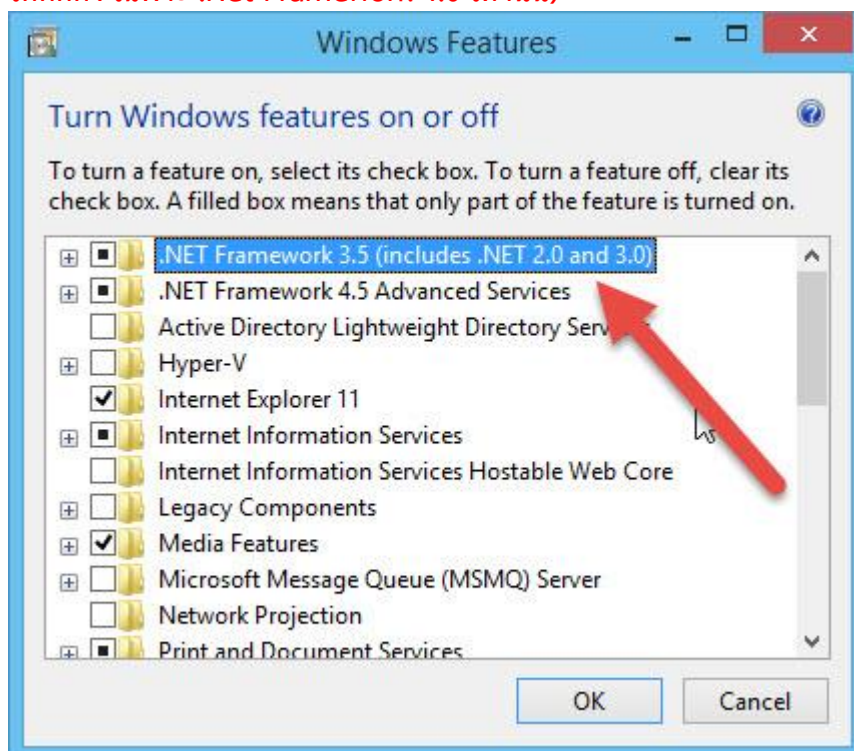 .Net Framework
Windows Features
Turn Windows features on or off
To turn a feature on, select its check box. To turn a feature off, clear its
check box. A filled box means that only part of the feature is turned on.
.NET Framework 3.5 (includes .NET 2.0 and 3.0)
.NET Framework 4.5 Advanced Services
Active Directory Lightweight Directory
Hyper-V
Internet Explorer 11
Internet Information Services
Internet Information Services Hostable Web Core
Legacy Components
Media Features
Microsoft Message Queue (MSMQ) Server
Network Projection
Print and Document Services
OK
Cancel